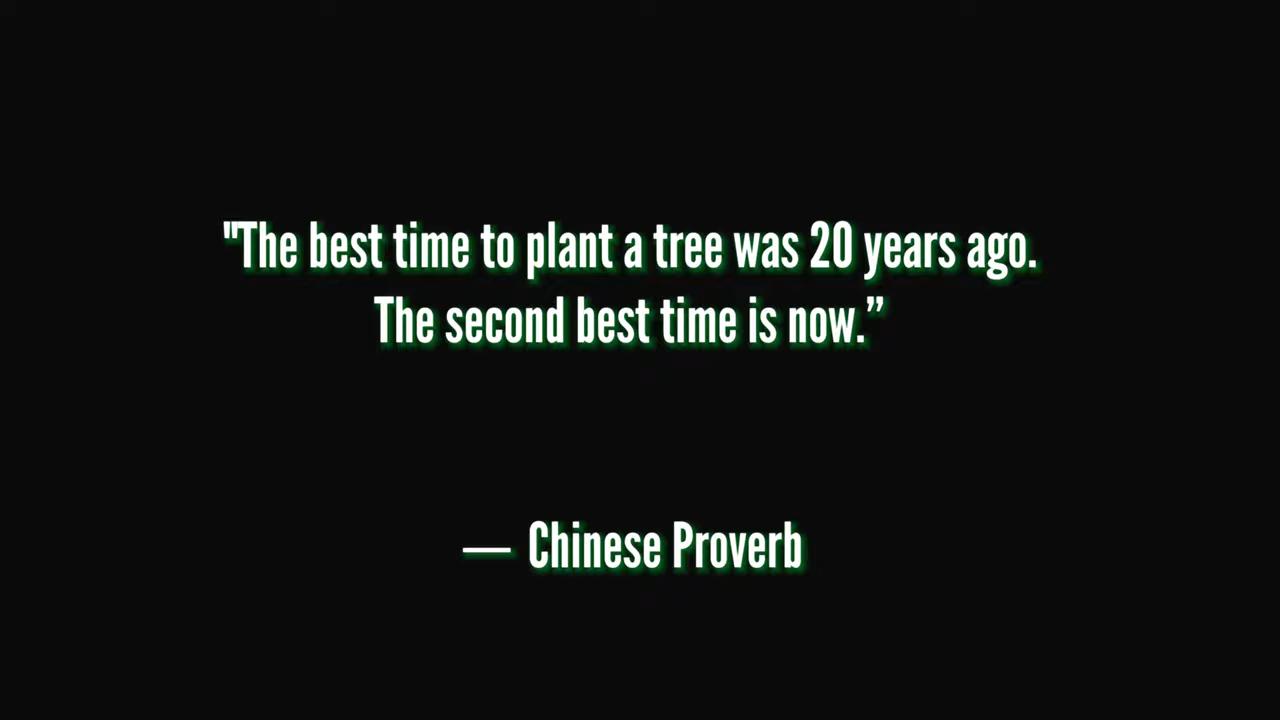 "The best time to plant a tree was 20 years ago.
The second best time is now.”
— Chinese Proverb